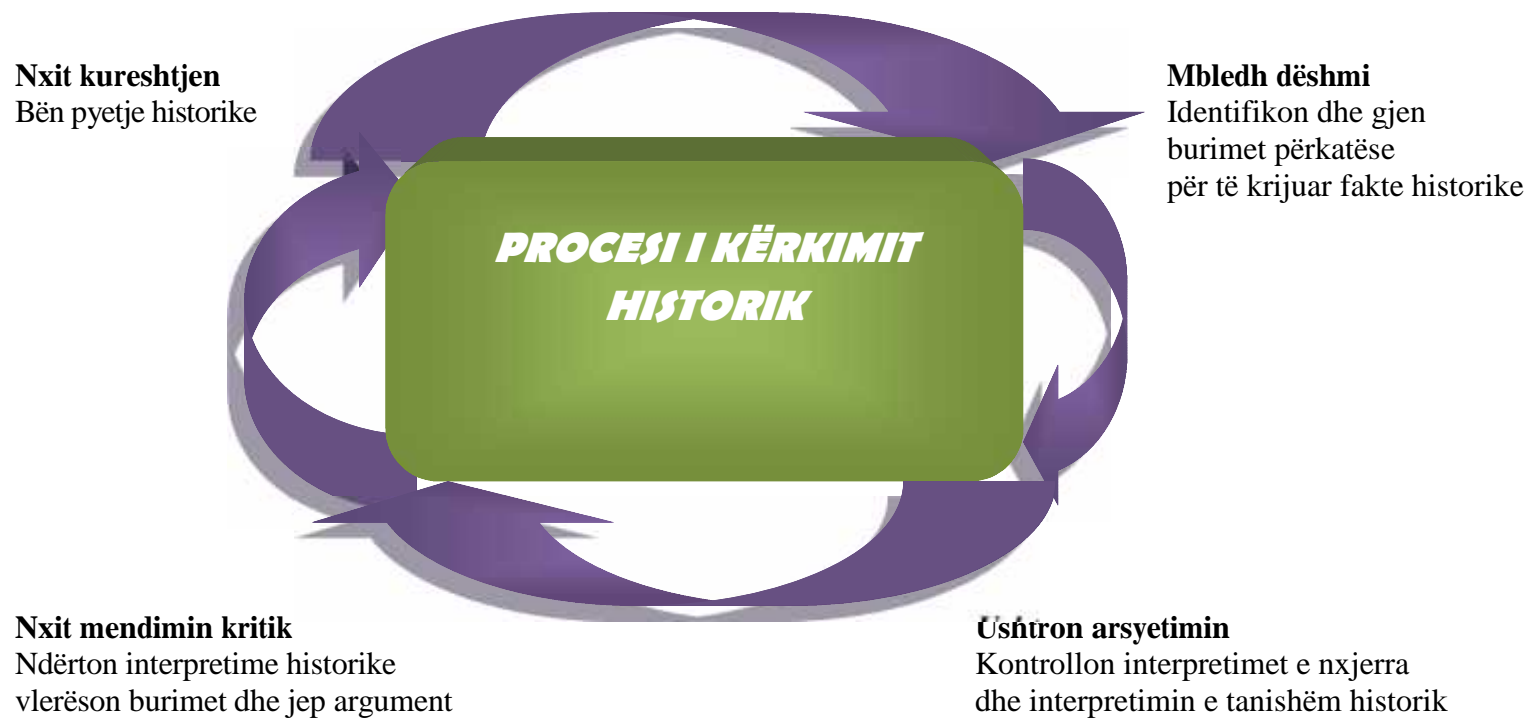 Nxit kureshtjen
Bën pyetje historike
Mbledh dëshmi
Identifikon dhe gjen
burimet përkatëse
për të krijuar fakte historike
PROCESI I KËRKIMIT
HISTORIK
Nxit mendimin kritik
Ndërton interpretime historike
vlerëson burimet dhe jep argument
Ushtron arsyetimin
Kontrollon interpretimet e nxjerra
dhe interpretimin e tanishëm historik